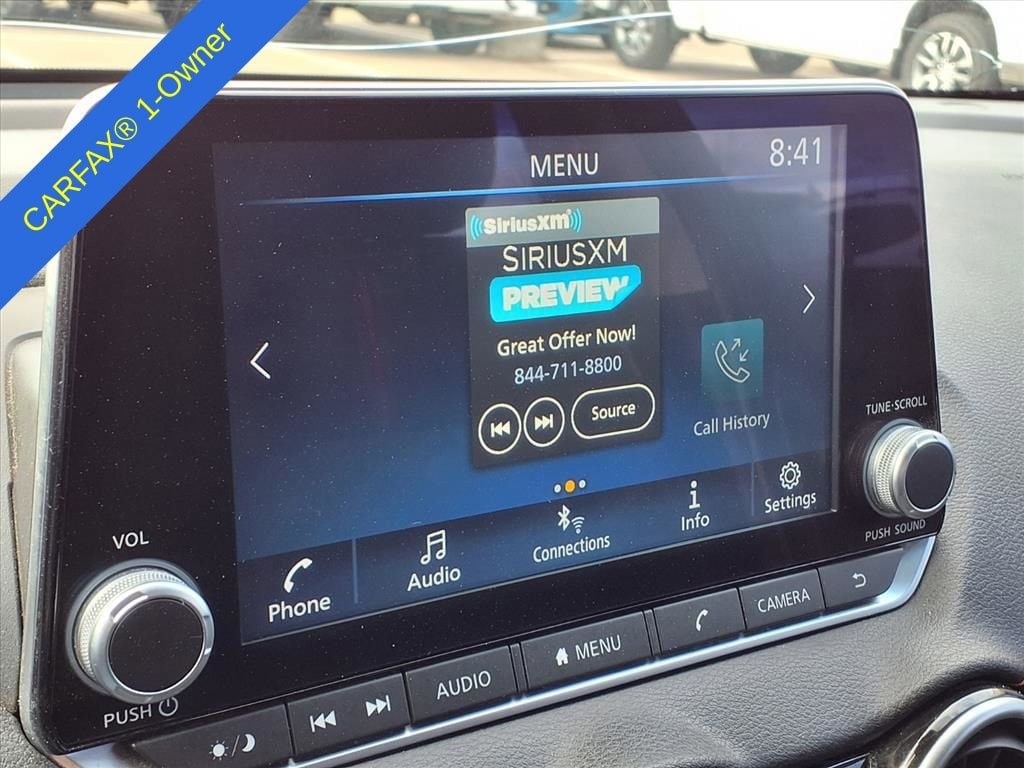 CARFAX® 1-Owner
MENU
8:41
SiriusXm
SIRIUSXM
PREVIEW
Great Offer Now!
844-711-8800
Source
Call History
TUNE·SCROLL
PUSH SOUND
VOL
PUSH
Phone
Audio
Connections
Info
Settings
AUDIO
MENU
CAMERA